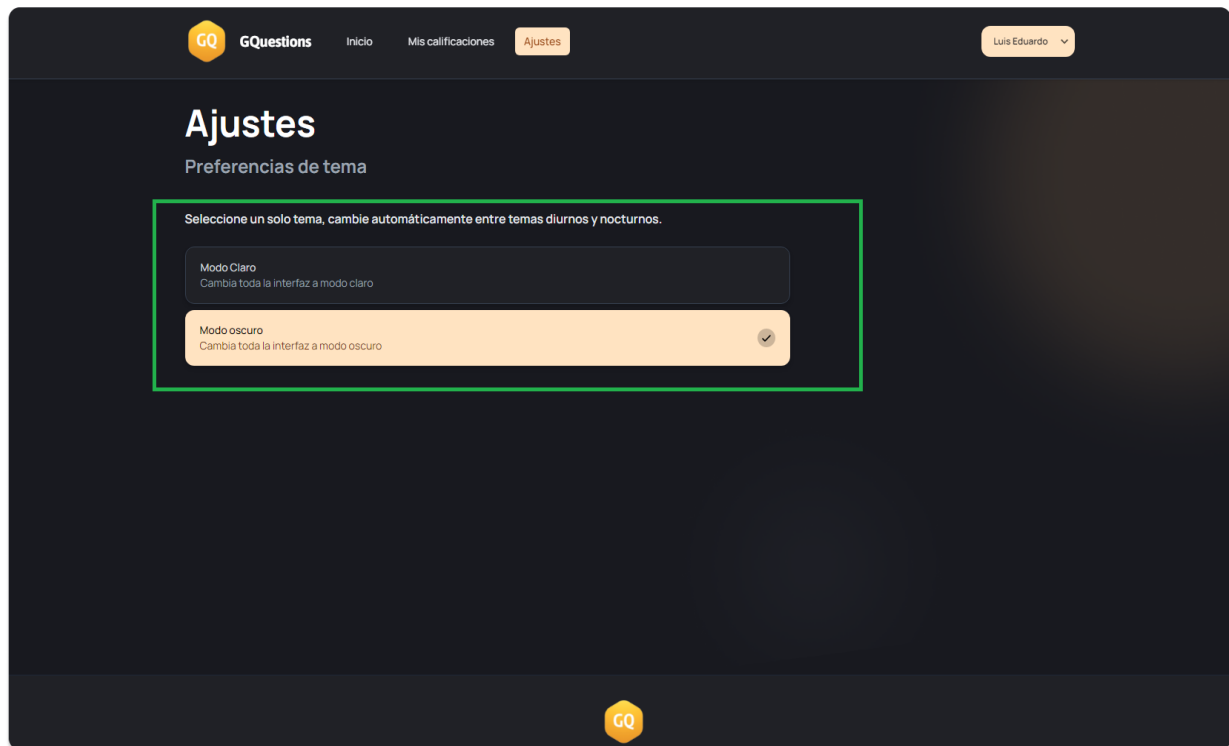 GQ GQuestions Inicio Mis calificaciones Ajustes Luis Eduardo
Ajustes
Preferencias de tema
Seleccione un solo tema, cambie automáticamente entre temas diurnos y nocturnos.
Modo Claro
Cambia toda la interfaz a modo claro
Modo oscuro
Cambia toda la interfaz a modo oscuro
GQ